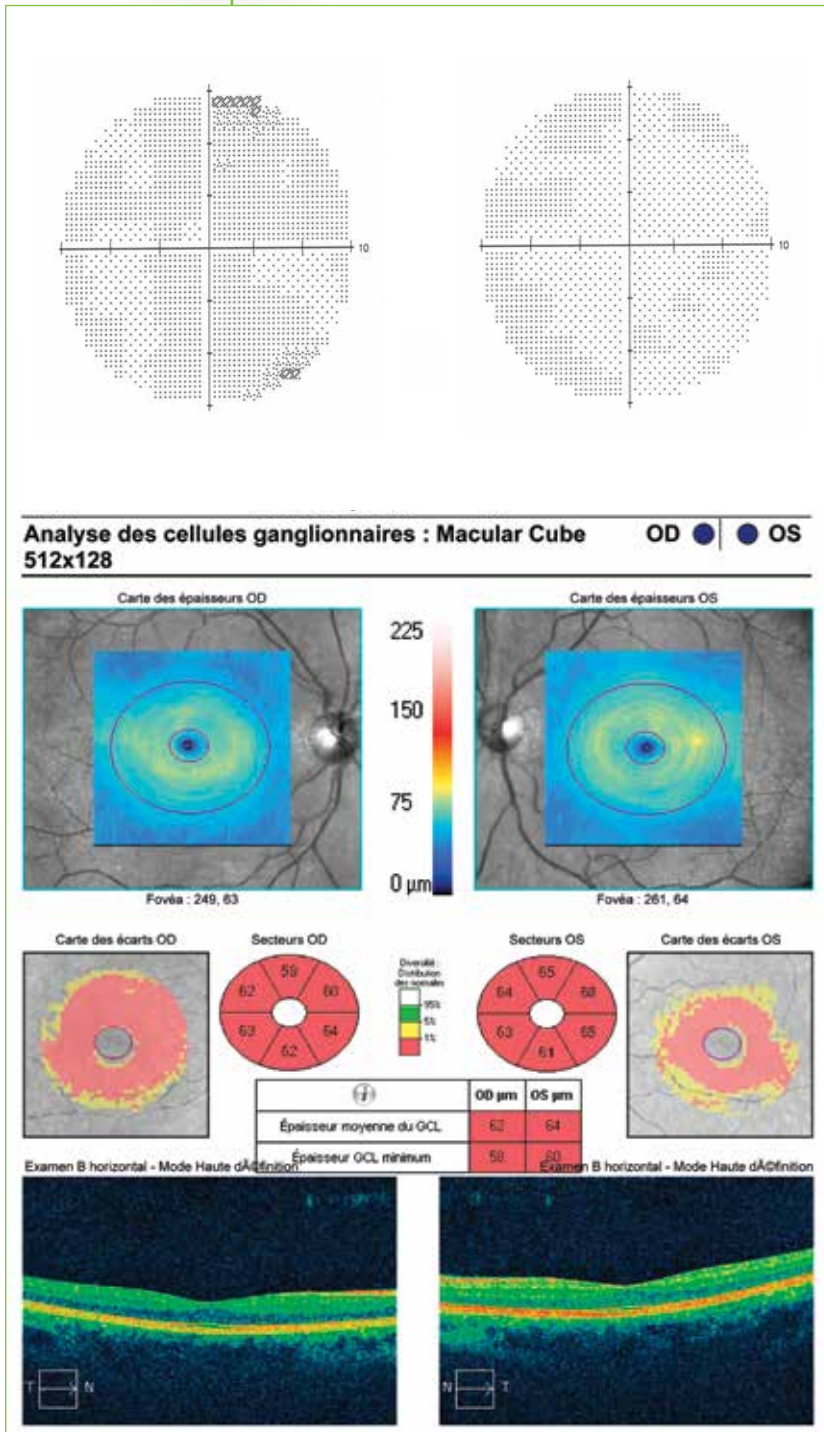 10
10
Analyse des cellules ganglionnaires : Macular Cube 512x128
OD
OS
Carte des épaisseurs OD
Carte des épaisseurs OS
225
150
75
0 µm
Fovéa : 249, 63
Fovéa : 261, 64
Carte des écarts OD
Secteurs OD
Secteurs OS
Carte des écarts OS
59
62
60
63
64
Diversité :
Distribution
des normales
95%
5%
1%
65
64
68
63
65
61
OD µm
OS µm
Épaisseur moyenne du GCL
62
64
Épaisseur GCL minimum
60
Examen B horizontal - Mode Haute dÃ©finition
Examen B horizontal - Mode Haute dÃ©finition
T
N
N
T